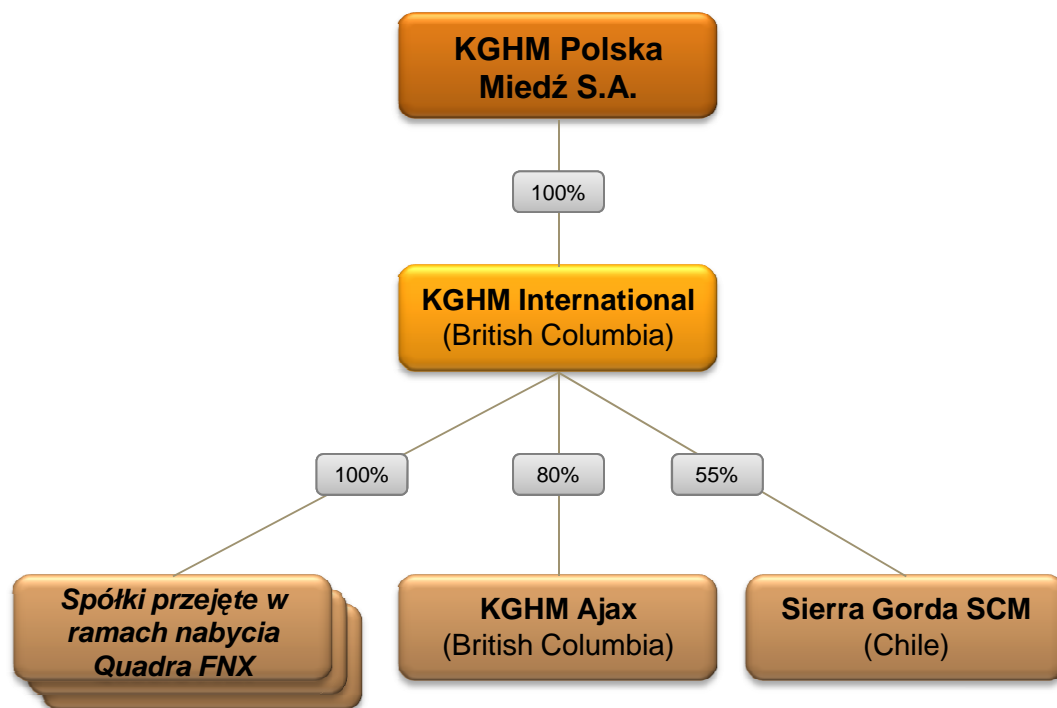 KGHM Polska
Miedź S.A.
100%
KGHM International
(British Columbia)
100%
80%
55%
Spółki przejęte w
ramach nabycia
Quadra FNX
KGHM Ajax
(British Columbia)
Sierra Gorda SCM
(Chile)